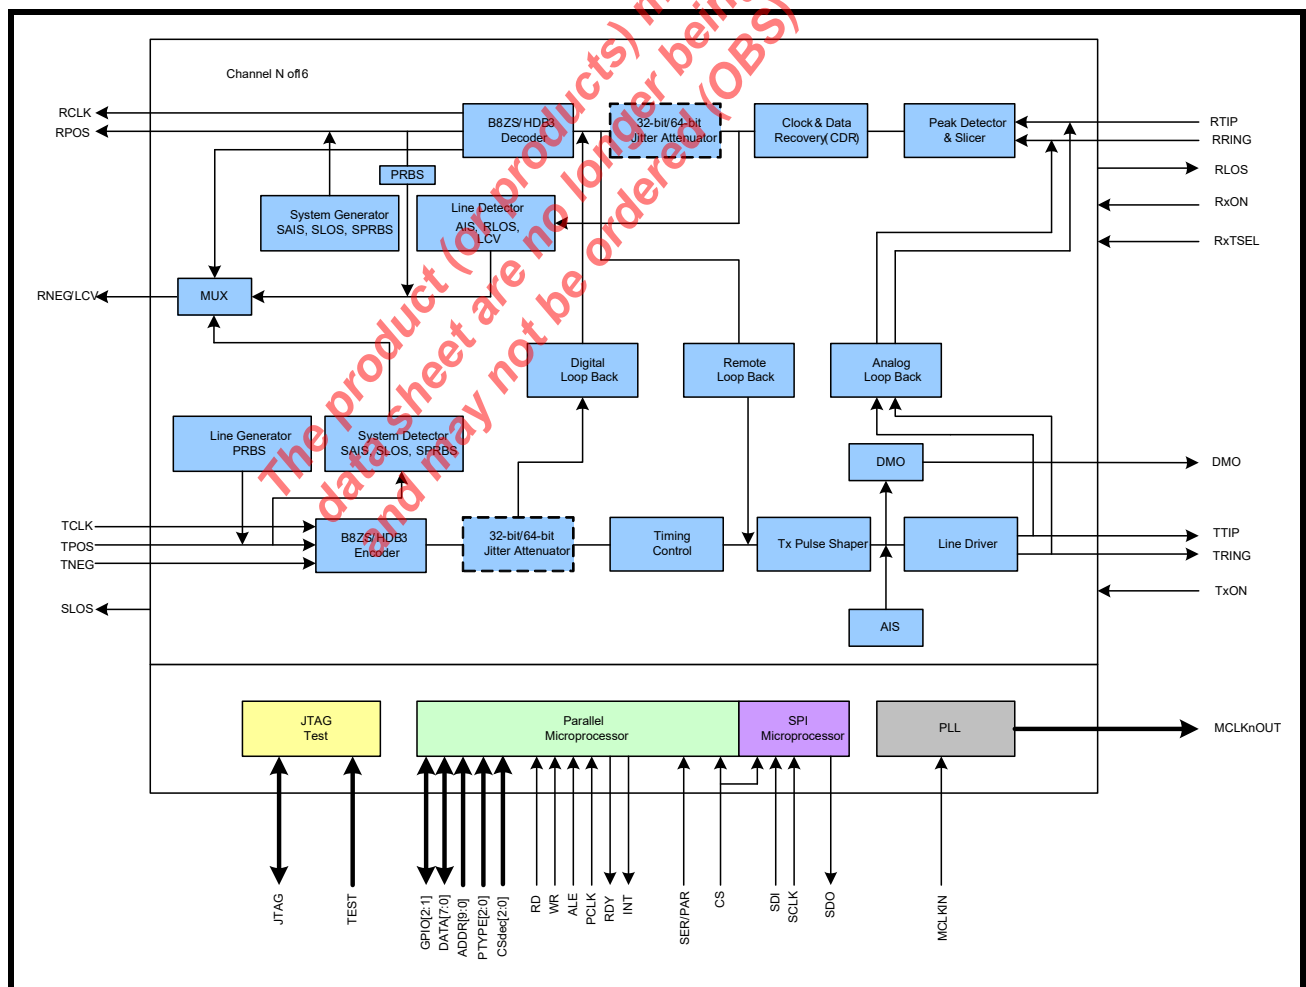 Channel N of16
RCLK
RPOS
B8ZS/HDB3
Decoder
32-bit/64-bit
Jitter Attenuator
Clock & Data
Recovery(CDR)
Peak Detector
& Slicer
RTIP
RRING
RLOS
RxON
RxTSEL
PRBS
System Generator
SAIS, SLOS, SPRBS
Line Detector
AIS, RLOS,
LCV
RNEG/LCV
MUX
Digital
Loop Back
Remote
Loop Back
Analog
Loop Back
Line Generator
PRBS
System Detector
SAIS, SLOS, SPRBS
DMO
DMO
TCLK
TPOS
TNEG
B8ZS/HDB3
Encoder
32-bit/64-bit
Jitter Attenuator
Timing
Control
Tx Pulse Shaper
Line Driver
TTIP
TRING
TxON
SLOS
AIS
JTAG
Test
Parallel
Microprocessor
SPI
Microprocessor
PLL
MCLKnOUT
JTAG
TEST
GPIO[2:1]
DATA[7:0]
ADDR[9:0]
PTYPE[2:0]
CSdec[2:0]
RD
WR
ALE
PCLK
RDY
INT
SER/PAR
CS
SDI
SCLK
SDO
MCLKIN
The product (or products) m
data sheet are no longer being
and may not be ordered (OBS)